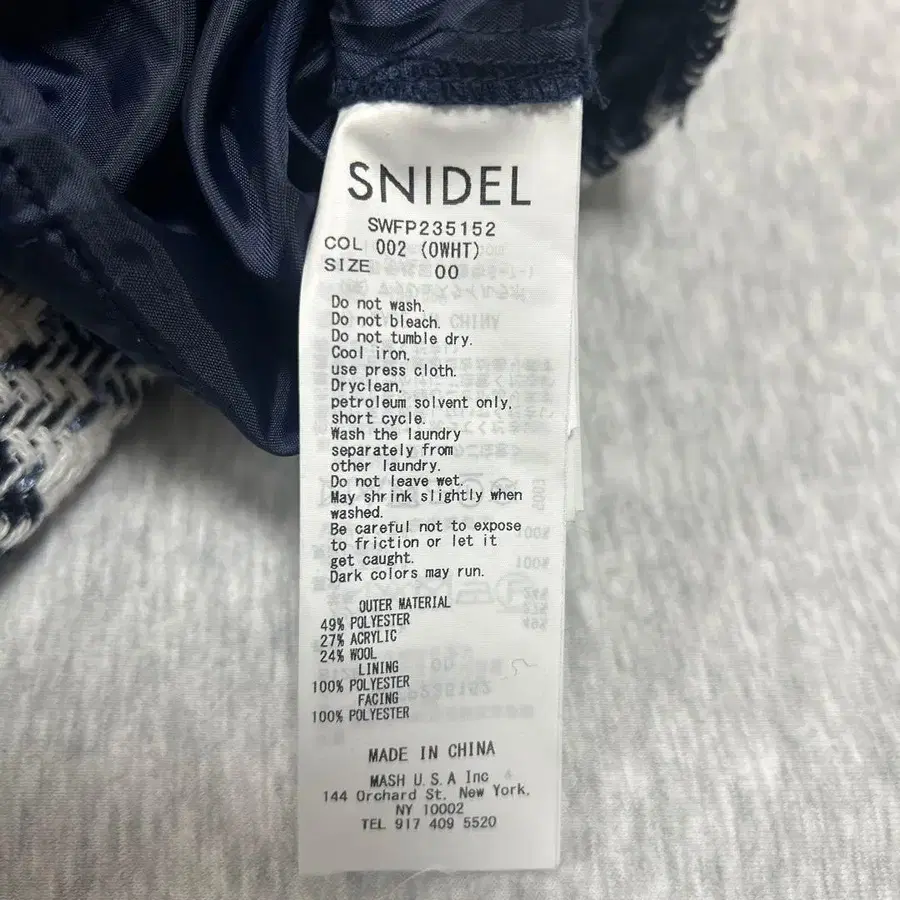 SNIDEL
SWFP235152
COL 002 (OWHT)
SIZE 00
Do not wash.
Do not bleach.
Do not tumble dry.
Cool iron,
use press cloth.
Dryclean,
petroleum solvent only,
short cycle.
Wash the laundry
separately from
other laundry.
Do not leave wet.
May shrink slightly when
washed.
Be careful not to expose
to friction or let it
get caught.
Dark colors may run.
OUTER MATERIAL
49% POLYESTER
27% ACRYLIC
24% WOOL
LINING
100% POLYESTER
FACING
100% POLYESTER
MADE IN CHINA
MASH U.S.A Inc
144 Orchard St. New York,
NY 10002
TEL 917 409 5520